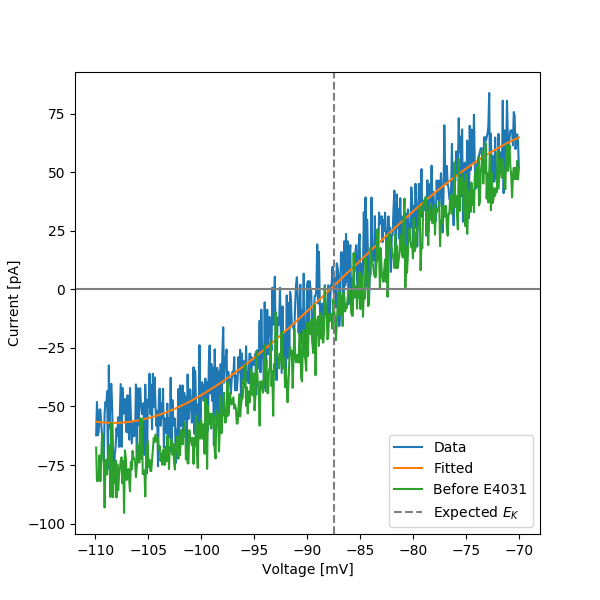 Current [pA]
75
50
25
0
−25
−50
−75
−100
−110
−105
−100
−95
−90
−85
−80
−75
−70
Voltage [mV]
Data
Fitted
Before E4031
Expected $E_K$